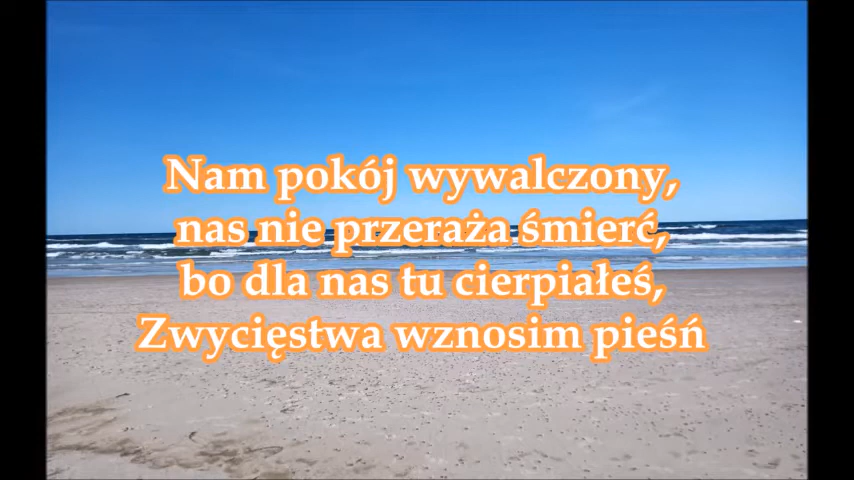 Nam pokój wywalczony,
nas nie przeraża śmierć,
bo dla nas tu cierpiałeś,
Zwycięstwa wznosim pieśń